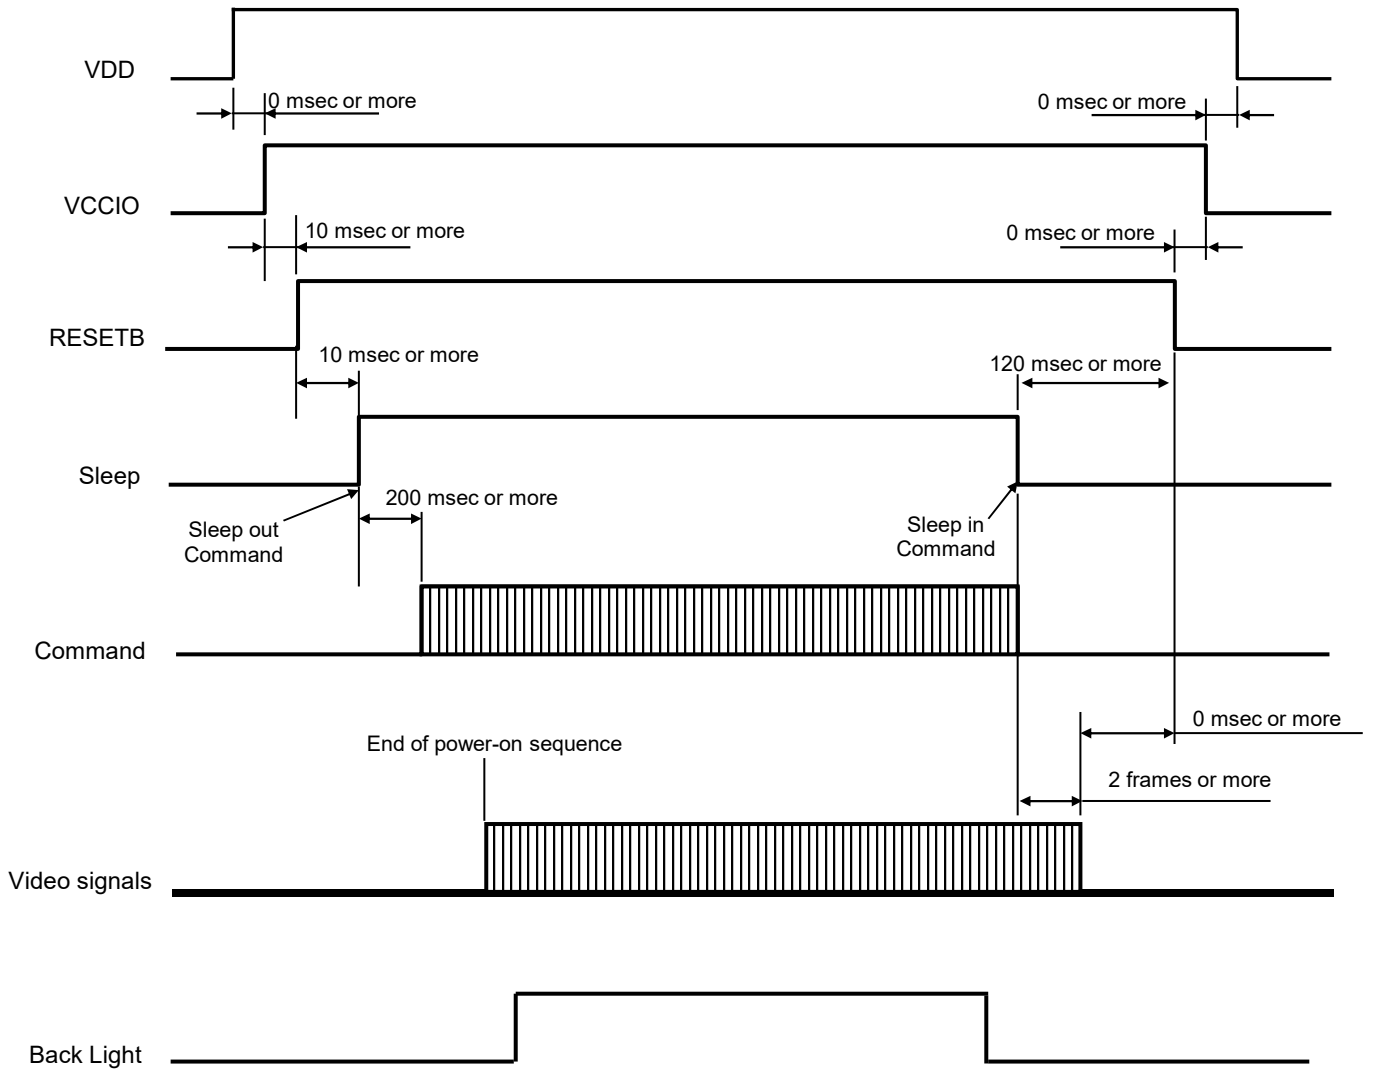 VDD
0 msec or more
0 msec or more
VCCIO
10 msec or more
0 msec or more
RESETB
10 msec or more
120 msec or more
Sleep
200 msec or more
Sleep out
Command
Sleep in
Command
Command
0 msec or more
End of power-on sequence
2 frames or more
Video signals
Back Light